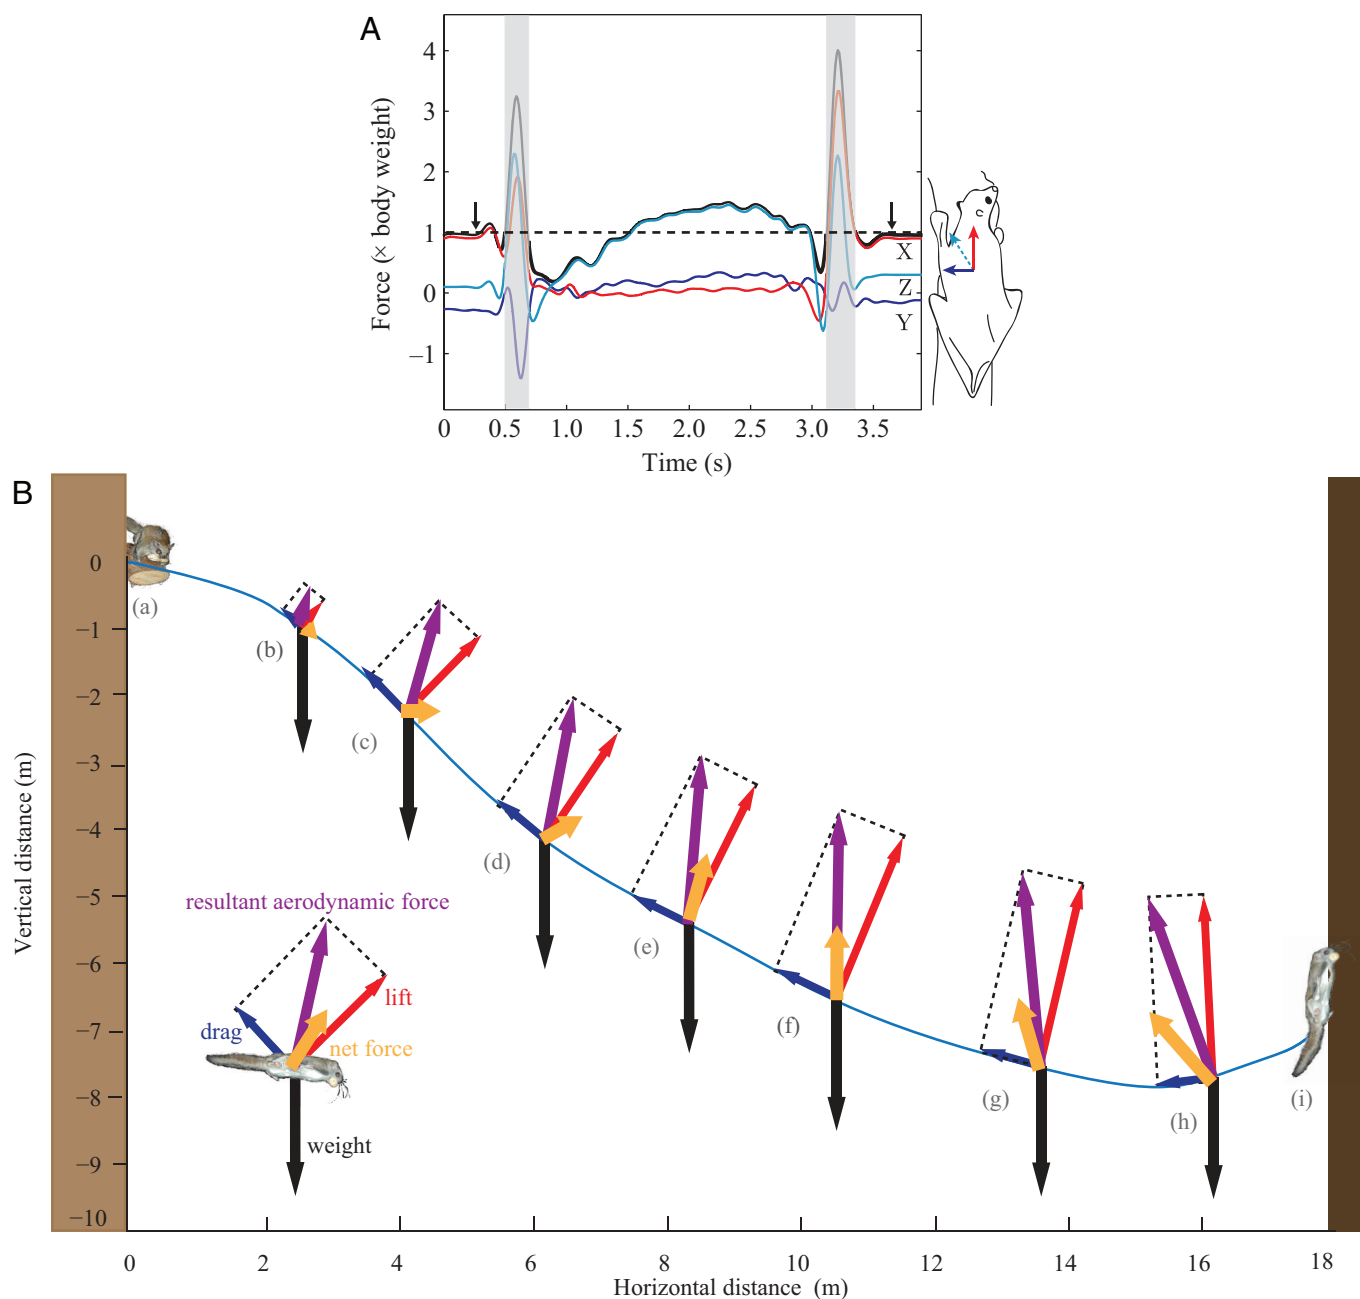 A
4
3
2
1
0
−1
Force (× body weight)
X
Z
Y
0 0.5 1.0 1.5 2.0 2.5 3.0 3.5
Time (s)
B
0
−1
−2
−3
−4
−5
−6
−7
−8
−9
−10
Vertical distance (m)
(a)
(b)
(c)
(d)
(e)
(f)
(g)
(h)
(i)
resultant aerodynamic force
lift
drag
net force
weight
0 2 4 6 8 10 12 14 16 18
Horizontal distance (m)